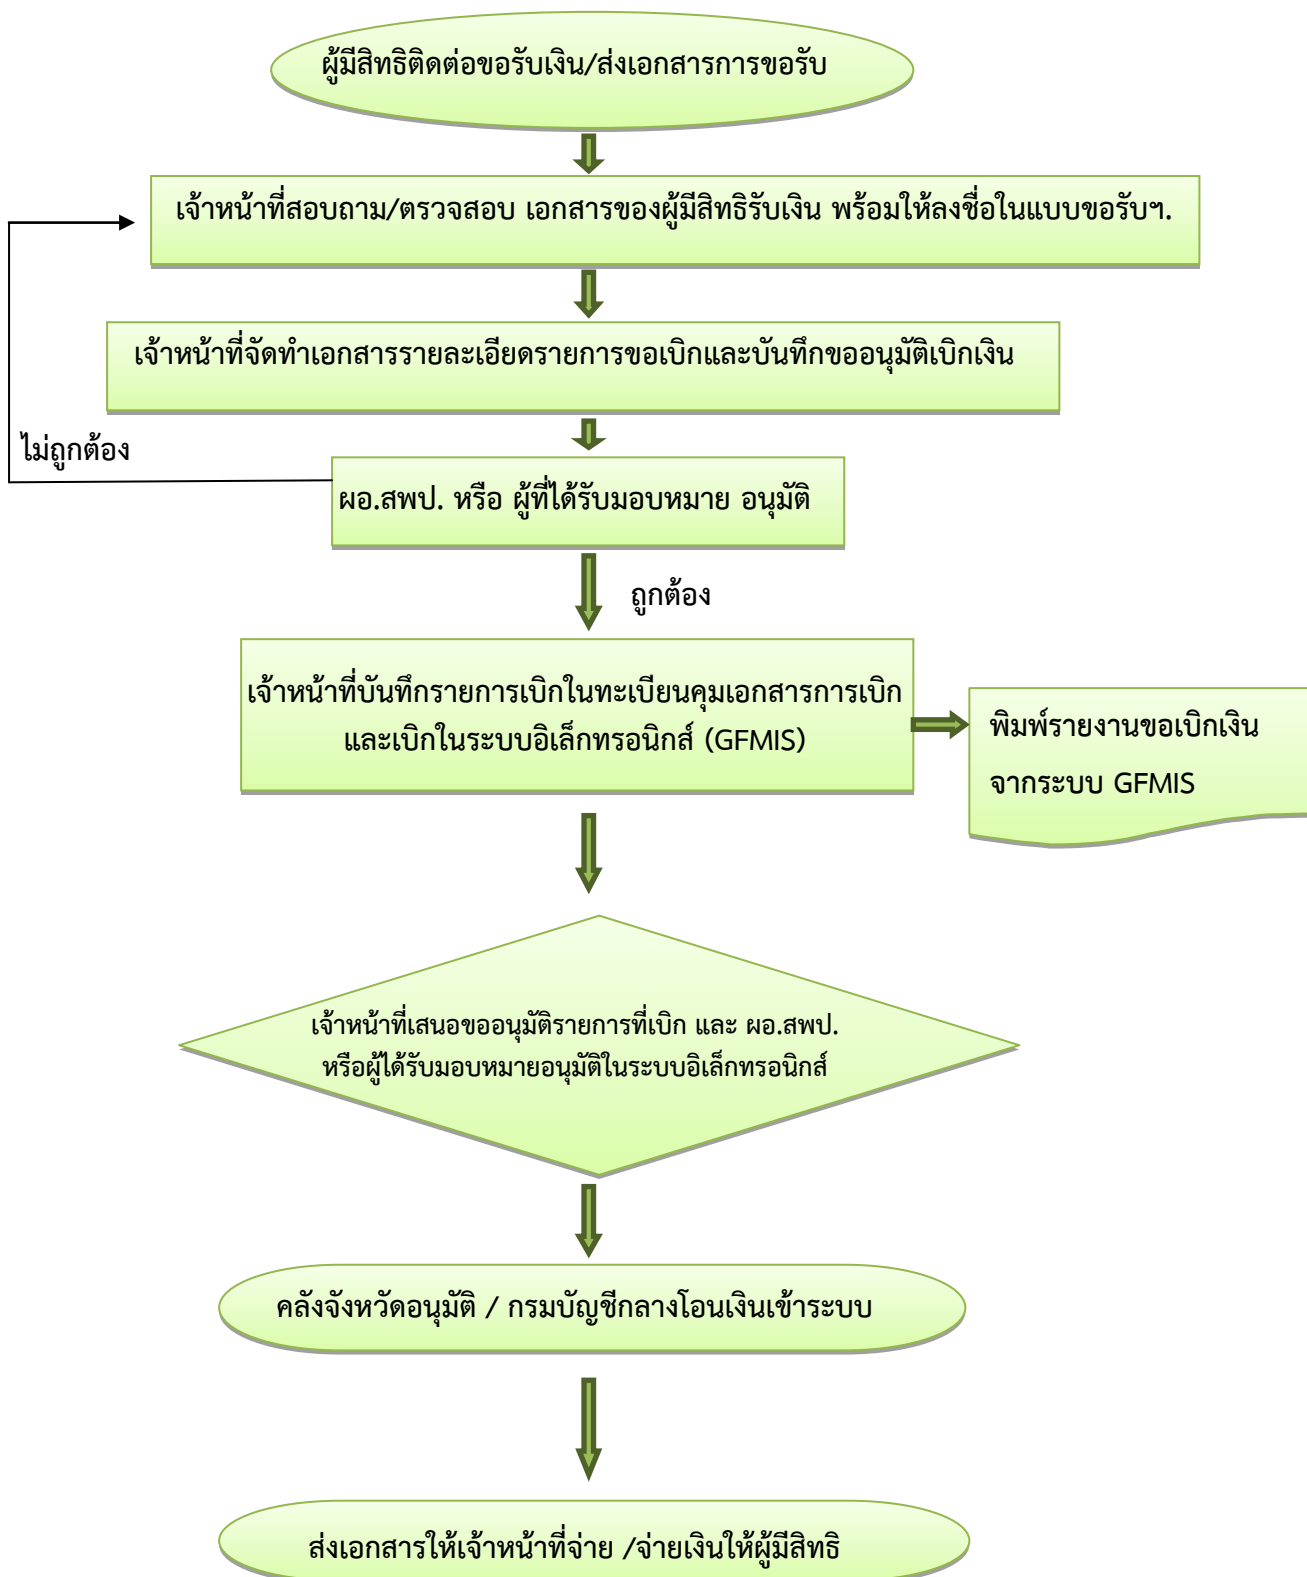 ผู้มีสิทธิติดต่อขอรับเงิน/ส่งเอกสารการขอรับ
เจ้าหน้าที่สอบถาม/ตรวจสอบ เอกสารของผู้มีสิทธิรับเงิน พร้อมให้ลงชื่อในแบบขอรับฯ.
เจ้าหน้าที่จัดทำเอกสารรายละเอียดรายการขอเบิกและบันทึกขออนุมัติเบิกเงิน
ไม่ถูกต้อง
ผอ.สพป. หรือ ผู้ที่ได้รับมอบหมาย อนุมัติ
ถูกต้อง
เจ้าหน้าที่บันทึกรายการเบิกในทะเบียนคุมเอกสารการเบิก
และเบิกในระบบอิเล็กทรอนิกส์ (GFMIS)
พิมพ์รายงานขอเบิกเงิน
จากระบบ GFMIS
เจ้าหน้าที่เสนอขออนุมัติรายการที่เบิก และ ผอ.สพป.
หรือผู้ได้รับมอบหมายอนุมัติในระบบอิเล็กทรอนิกส์
คลังจังหวัดอนุมัติ / กรมบัญชีกลางโอนเงินเข้าระบบ
ส่งเอกสารให้เจ้าหน้าที่จ่าย /จ่ายเงินให้ผู้มีสิทธิ